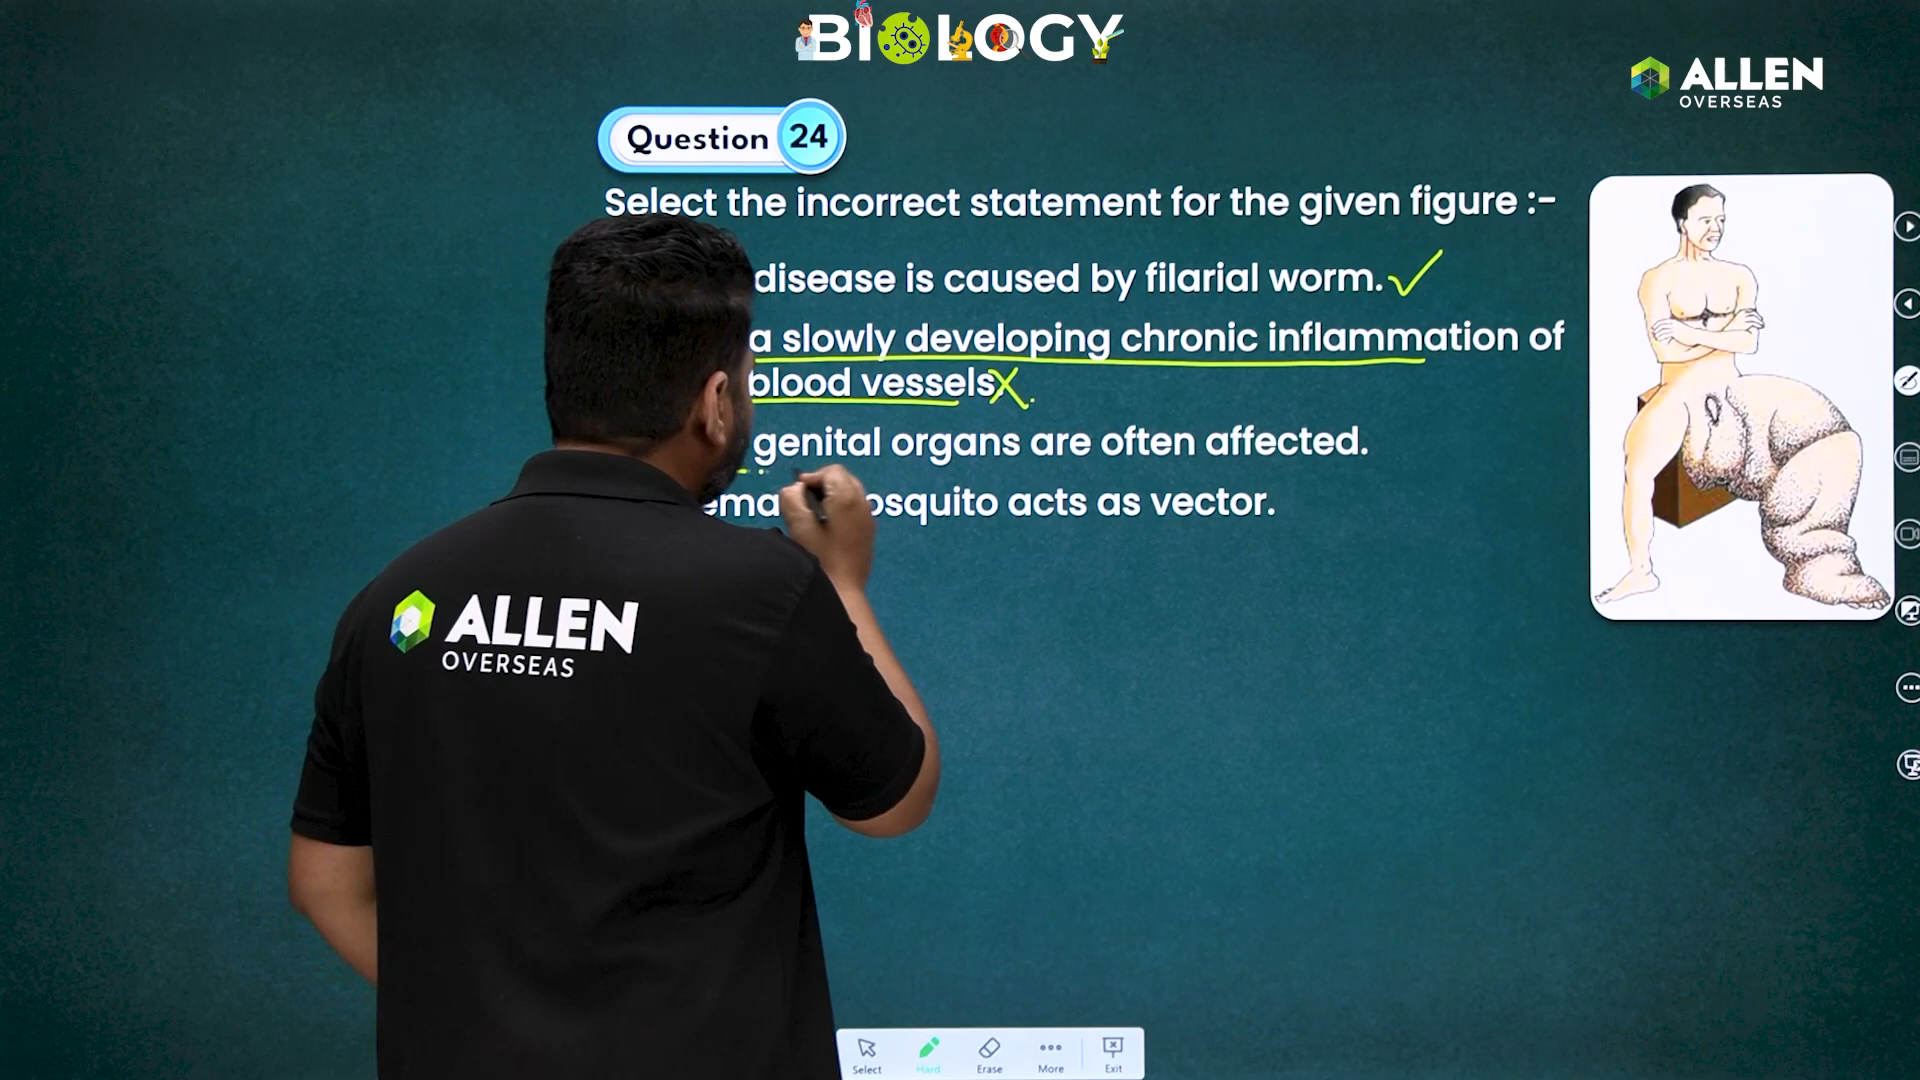 BIOLOGY
ALLEN
OVERSEAS
Question 24
Select the incorrect statement for the given figure :-
disease is caused by filarial worm.
a slowly developing chronic inflammation of
blood vessels
genital organs are often affected.
acts as vector.
ALLEN
OVERSEAS
Select
Hard
Erase
More
Exit